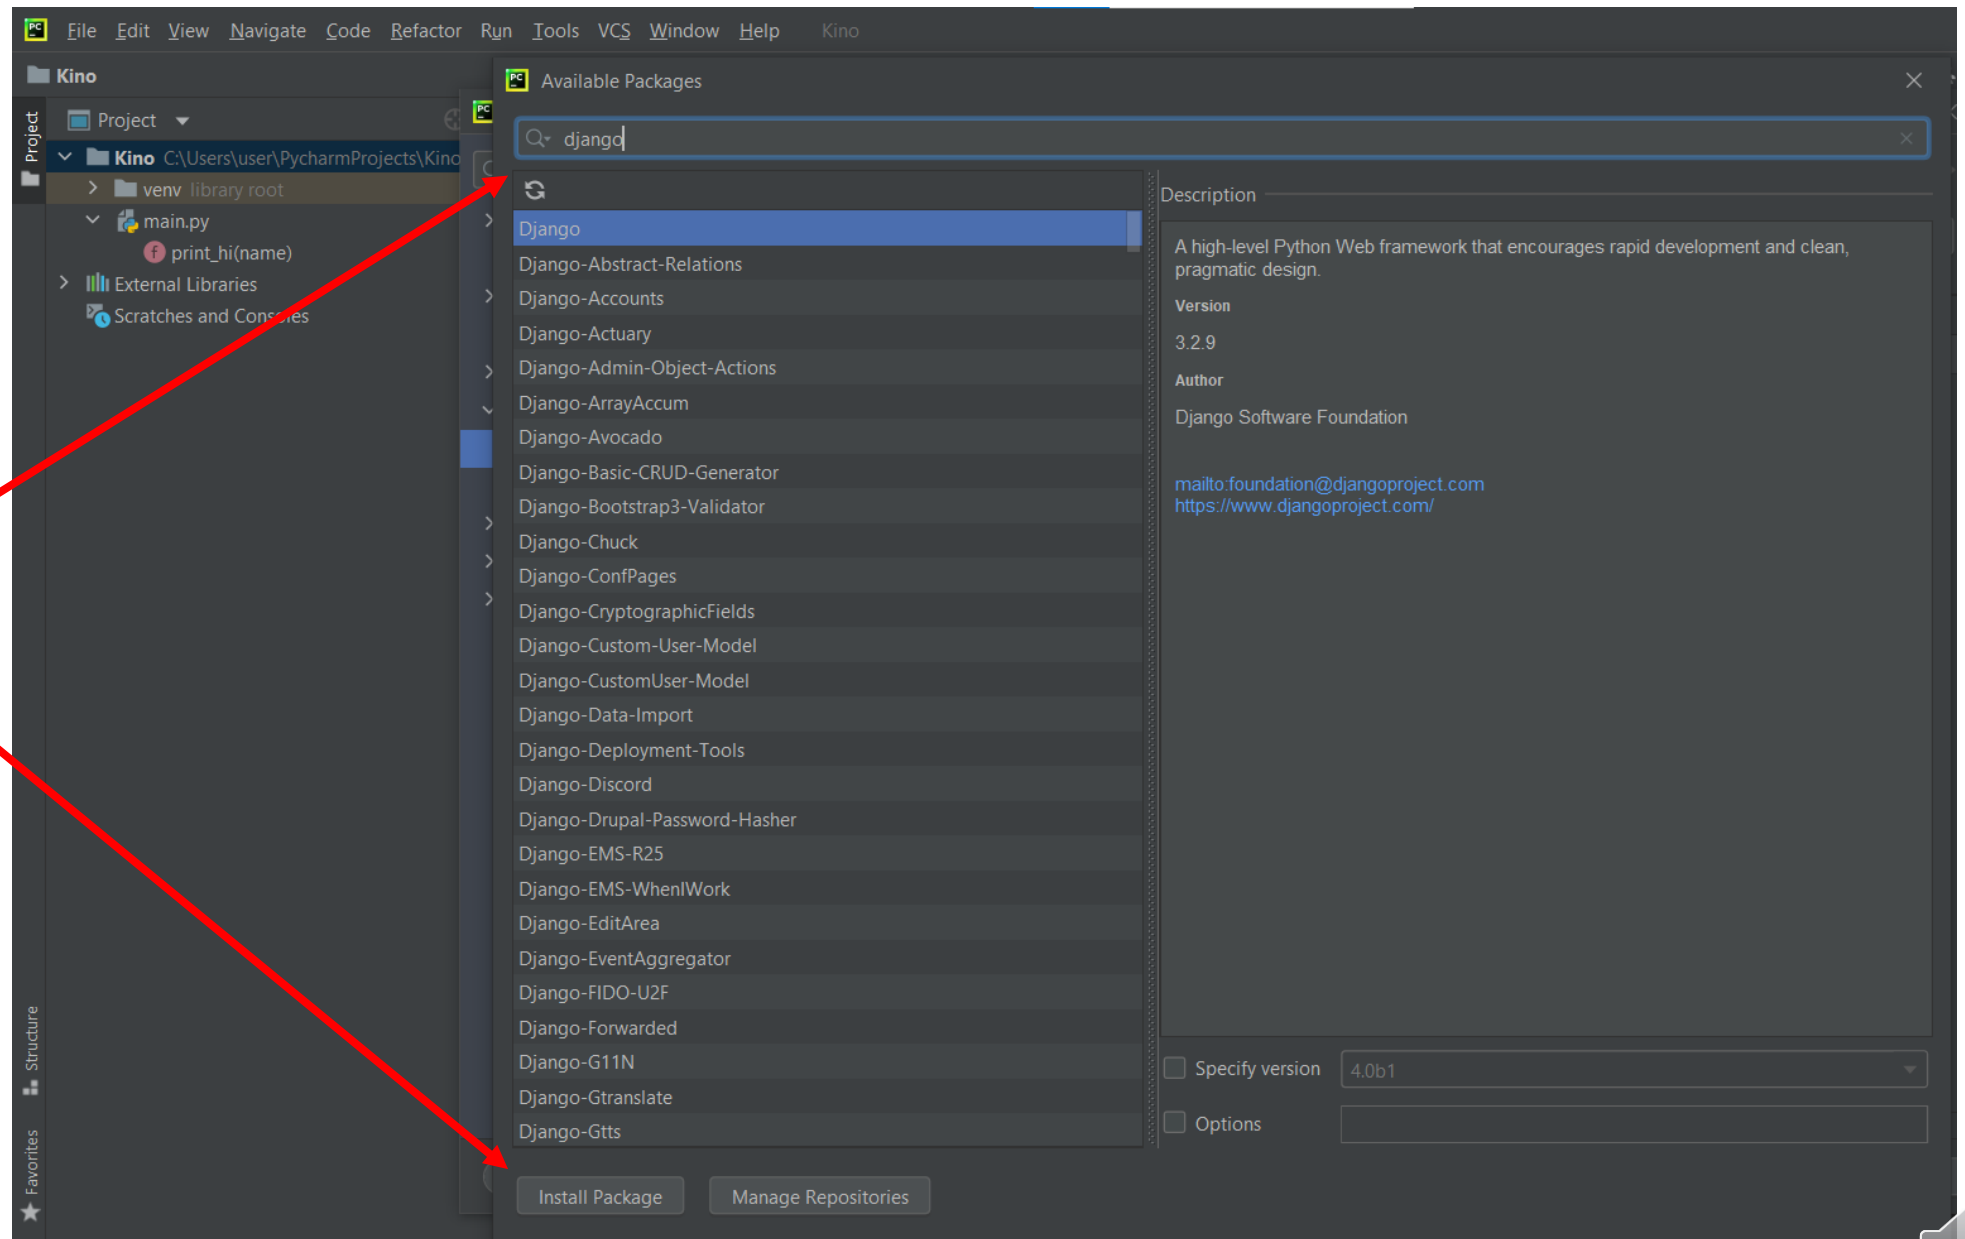 File Edit View Navigate Code Refactor Run Tools VCS Window Help Kino
Kino
Available Packages
Project
Project
django
Kino C:\Users\user\PycharmProjects\Kino
venv library root
main.py
print_hi(name)
External Libraries
Scratches and Consoles
Django
Django-Abstract-Relations
Django-Accounts
Django-Actuary
Django-Admin-Object-Actions
Django-ArrayAccum
Django-Avocado
Django-Basic-CRUD-Generator
Django-Bootstrap3-Validator
Django-Chuck
Django-ConfPages
Django-CryptographicFields
Django-Custom-User-Model
Django-CustomUser-Model
Django-Data-Import
Django-Deployment-Tools
Django-Discord
Django-Drupal-Password-Hasher
Django-EMS-R25
Django-EMS-WhenIWork
Django-EditArea
Django-EventAggregator
Django-FIDO-U2F
Django-Forwarded
Django-G11N
Django-Gtranslate
Django-Gtts
Description
A high-level Python Web framework that encourages rapid development and clean,
pragmatic design.
Version
3.2.9
Author
Django Software Foundation
mailto:foundation@djangoproject.com
https://www.djangoproject.com/
Specify version 4.0b1
Options
Structure
Favorites
Install Package Manage Repositories